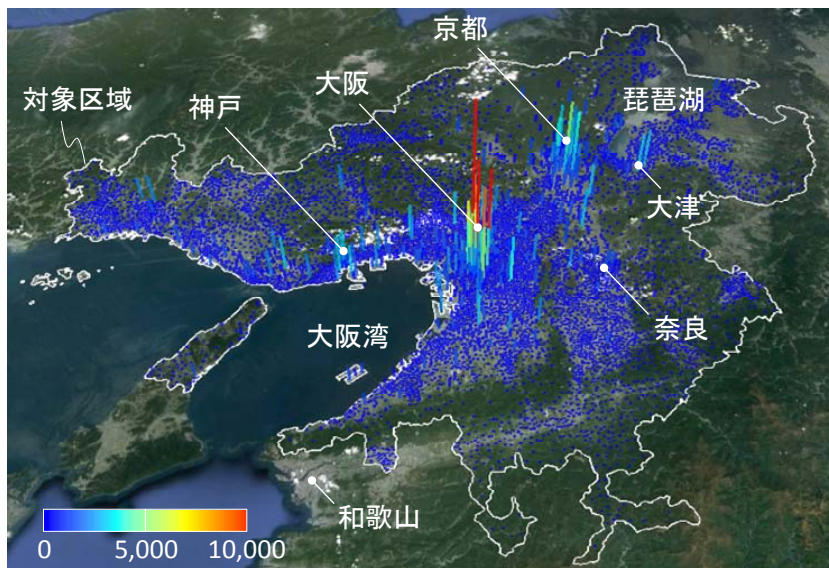 京都
大阪
琵琶湖
対象区域
神戸
大津
奈良
大阪湾
和歌山
0
5,000
10,000